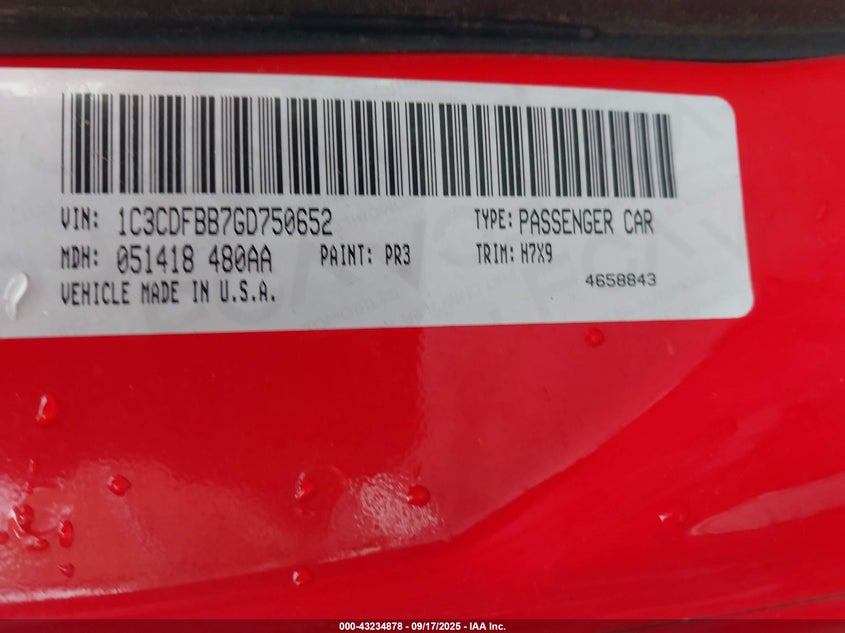 VIN: 1C3CDFBB7GD750652 TYPE: PASSENGER CAR
MDH: 051418 480AA PAINT: PR3 TRIM: H7X9
VEHICLE MADE IN U.S.A. 4658843
000-43234878 - 09/17/2025 - IAA Inc.